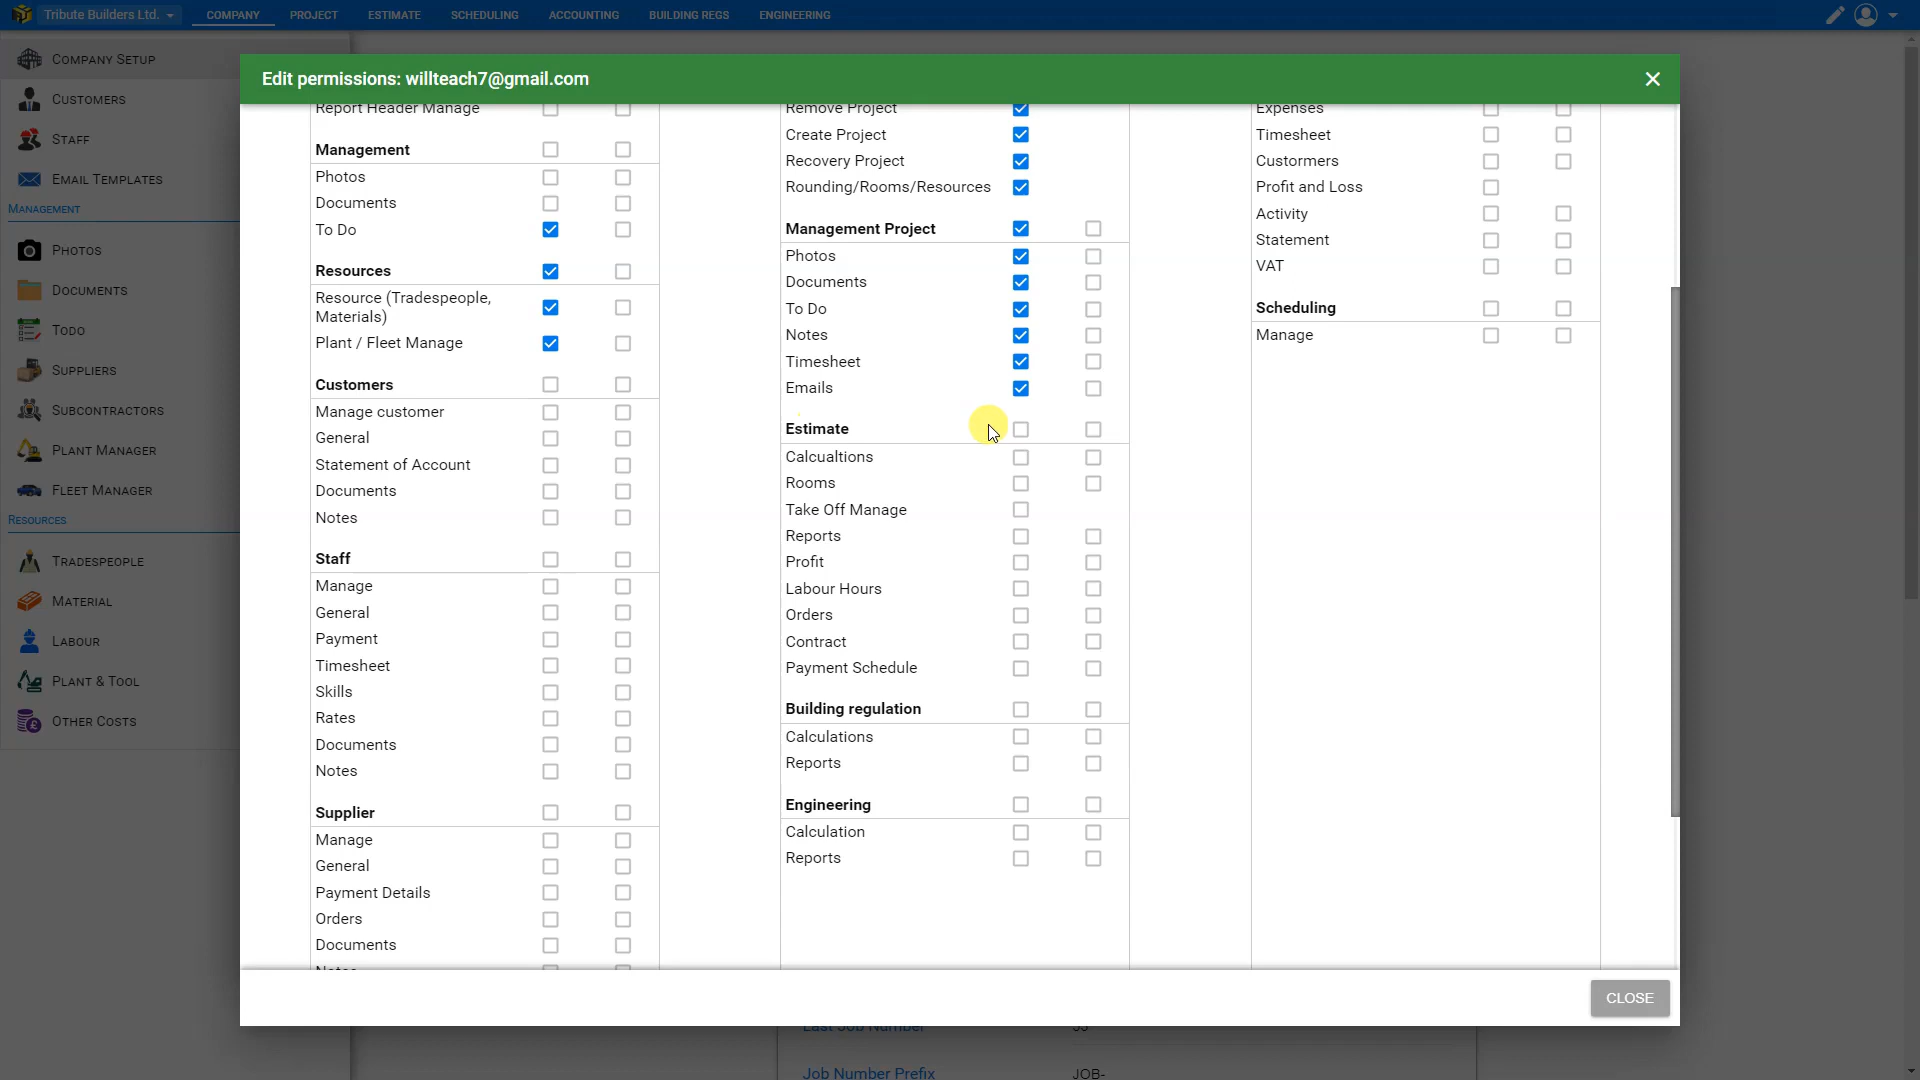 Tribute Builders Ltd.
COMPANY
PROJECT
ESTIMATE
SCHEDULING
ACCOUNTING
BUILDING REGS
ENGINEERING
COMPANY SETUP
CUSTOMERS
STAFF
EMAIL TEMPLATES
MANAGEMENT
PHOTOS
DOCUMENTS
TODO
SUPPLIERS
SUBCONTRACTORS
PLANT MANAGER
FLEET MANAGER
RESOURCES
TRADESPEOPLE
MATERIAL
LABOUR
PLANT & TOOL
OTHER COSTS
Edit permissions: willteach7@gmail.com
Report Header Manage
Management
Photos
Documents
To Do
Resources
Resource (Tradespeople,
Materials)
Plant / Fleet Manage
Customers
Manage customer
General
Statement of Account
Documents
Notes
Staff
Manage
General
Payment
Timesheet
Skills
Rates
Documents
Notes
Supplier
Manage
General
Payment Details
Orders
Documents
Notes
Remove Project
Create Project
Recovery Project
Rounding/Rooms/Resources
Management Project
Photos
Documents
To Do
Notes
Timesheet
Emails
Estimate
Calcualtions
Rooms
Take Off Manage
Reports
Profit
Labour Hours
Orders
Contract
Payment Schedule
Building regulation
Calculations
Reports
Engineering
Calculation
Reports
Expenses
Timesheet
Custormers
Profit and Loss
Activity
Statement
VAT
Scheduling
Manage
CLOSE
Last Job Number
Job Number Prefix
JOB-